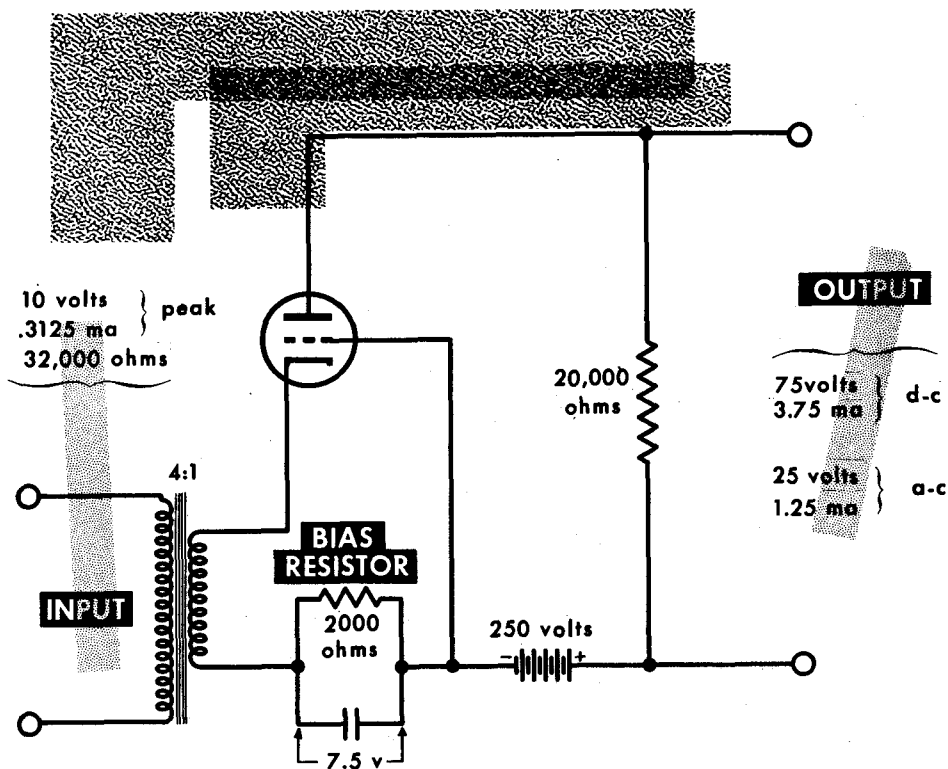 10 volts
.3125 ma
peak
32,000 ohms
4:1
INPUT
BIAS
RESISTOR
2000
ohms
7.5 v
250 volts
- +
20,000
ohms
OUTPUT
75volts
3.75 ma
d-c
25 volts
1.25 ma
a-c